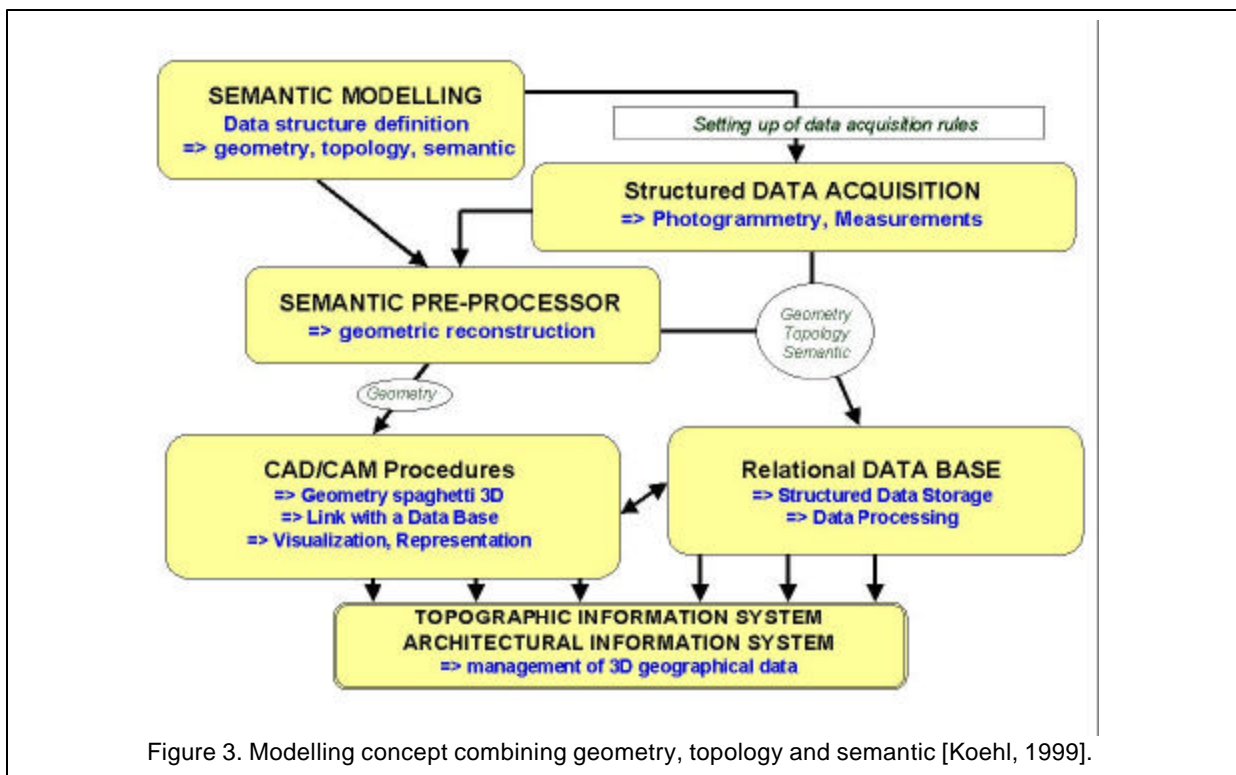 SEMANTIC MODELLING
Data structure definition
=> geometry, topology, semantic
Setting up of data acquisition rules
Structured DATA ACQUISITION
=> Photogrammetry, Measurements
SEMANTIC PRE-PROCESSOR
=> geometric reconstruction
Geometry
Topology
Semantic
Geometry
CAD/CAM Procedures
=> Geometry spaghetti 3D
=> Link with a Data Base
=> Visualization, Representation
Relational DATA BASE
=> Structured Data Storage
=> Data Processing
TOPOGRAPHIC INFORMATION SYSTEM
ARCHITECTURAL INFORMATION SYSTEM
=> management of 3D geographical data
Figure 3. Modelling concept combining geometry, topology and semantic [Koehl, 1999].